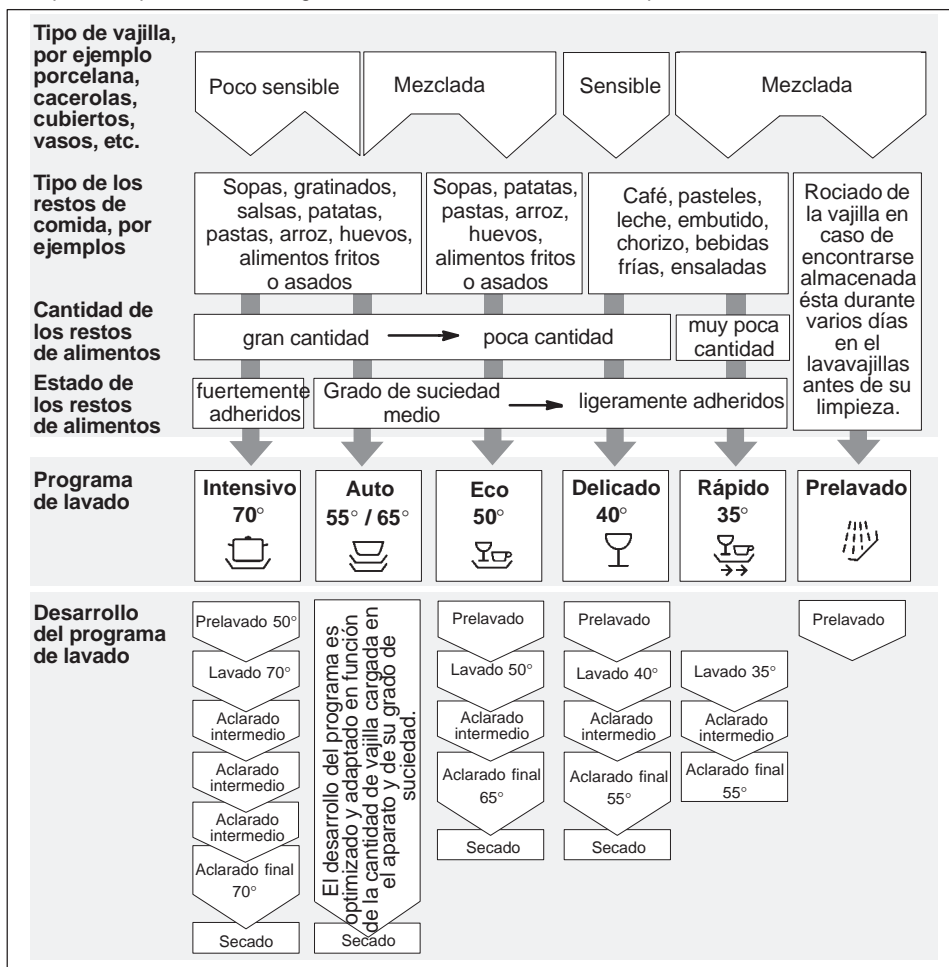 Tipo de vajilla,
por ejemplo
porcelana,
cacerolas,
cubiertos,
vasos, etc.
Poco sensible
Mezclada
Sensible
Mezclada
Tipo de los
restos de
comida, por
ejemplos
Sopas, gratinados,
salsas, patatas,
pastas, arroz, huevos,
alimentos fritos
o asados
Sopas, patatas,
pastas, arroz,
huevos,
alimentos fritos
o asados
Café, pasteles,
leche, embutido,
chorizo, bebidas
frías, ensaladas
Rociado de
la vajilla en
caso de
encontrarse
almacenada
ésta durante
varios días
en el
lavavajillas
antes de su
limpieza.
Cantidad de
los restos
de alimentos
gran cantidad
poca cantidad
muy poca
cantidad
Estado de
los restos
de alimentos
fuertemente
adheridos
Grado de suciedad
medio
ligeramente adheridos
Programa
de lavado
Intensivo
70°
Auto
55° / 65°
Eco
50°
Delicado
40°
Rápido
35°
Prelavado
Desarrollo
del programa
de lavado
Prelavado 50°
Lavado 70°
Aclarado
intermedio
Aclarado
intermedio
Aclarado
intermedio
Aclarado final
70°
Secado
El desarrollo del programa es
optimizado y adaptado en función
de la cantidad de vajilla cargada en
el aparato y de su grado de
suciedad.
Secado
Prelavado
Lavado 50°
Aclarado
intermedio
Aclarado final
65°
Secado
Prelavado
Lavado 40°
Aclarado
intermedio
Aclarado final
55°
Secado
Lavado 35°
Aclarado
intermedio
Aclarado final
55°
Prelavado